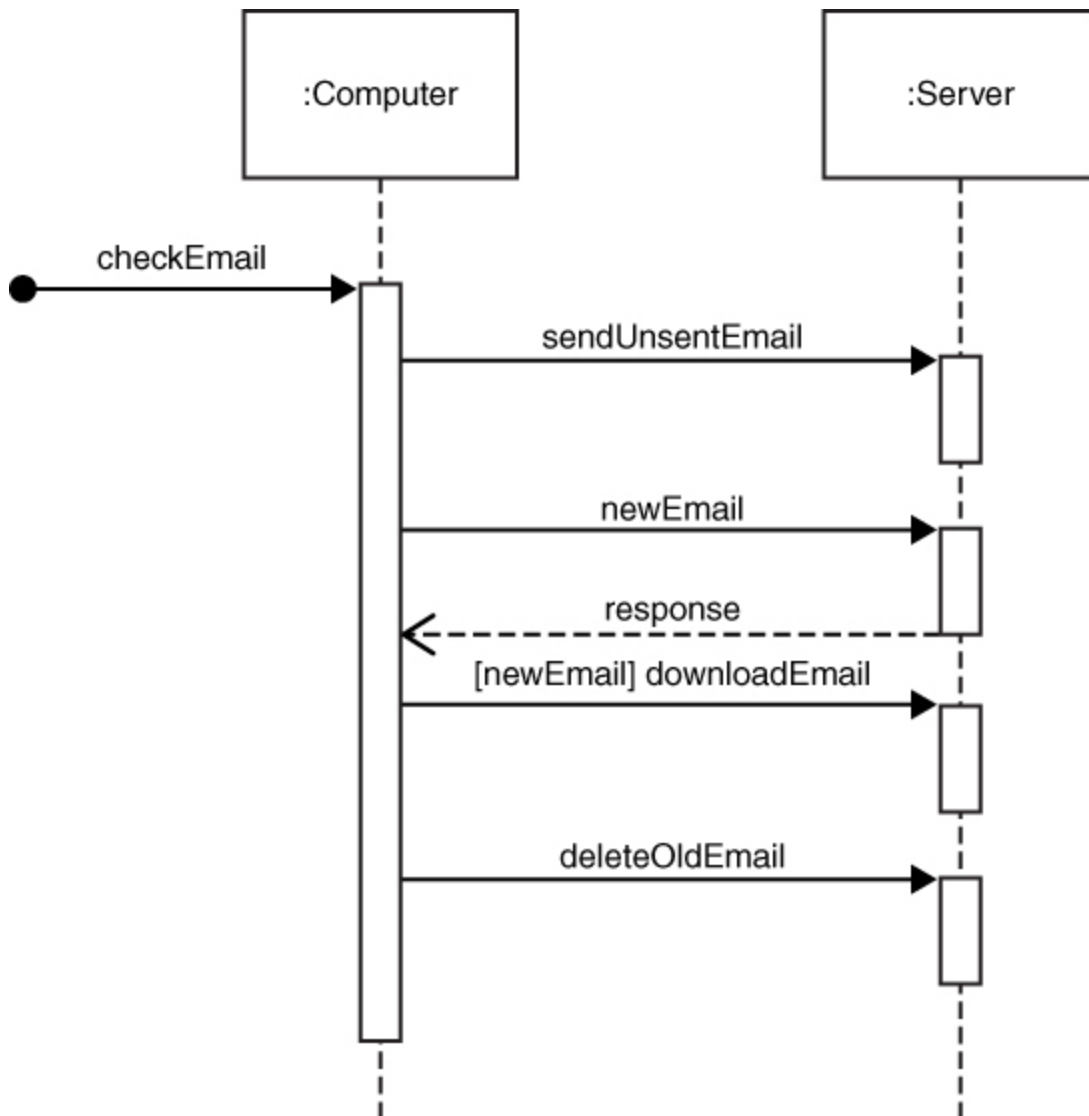 :Computer
:Server
checkEmail
sendUnsentEmail
newEmail
response
[newEmail] downloadEmail
deleteOldEmail